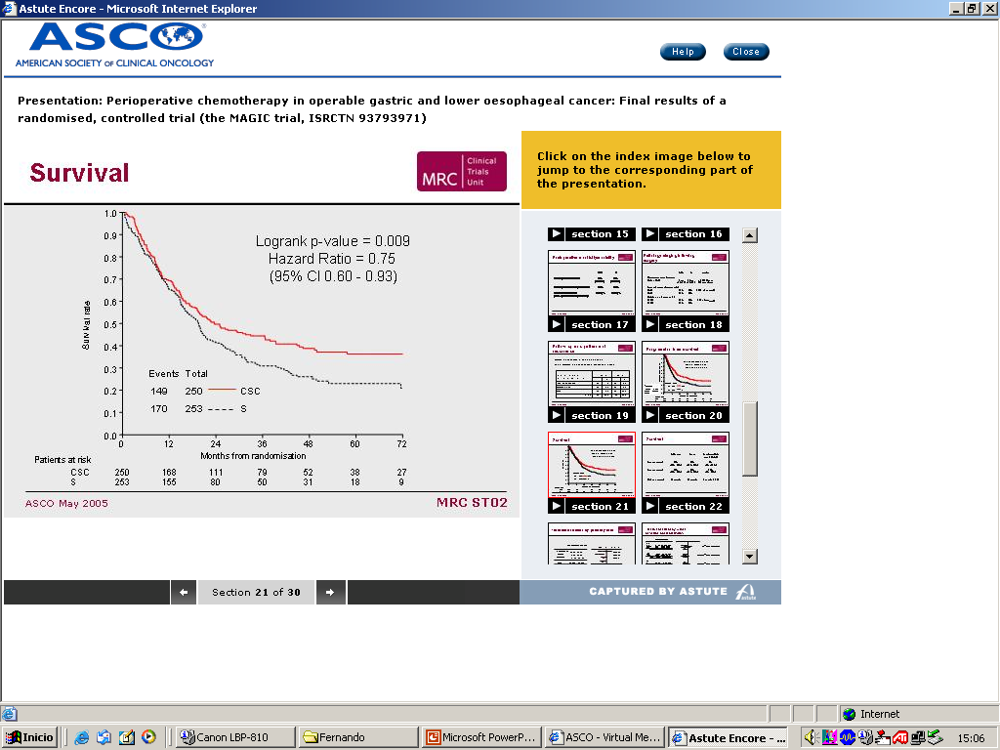 Astute Encore - Microsoft Internet Explorer
ASCO®
AMERICAN SOCIETY OF CLINICAL ONCOLOGY
Help
Close
Presentation: Perioperative chemotherapy in operable gastric and lower oesophageal cancer: Final results of a
randomised, controlled trial (the MAGIC trial, ISRCTN 93793971)
Survival
MRC
Clinical
Trials
Unit
Logrank p-value = 0.009
Hazard Ratio = 0.75
(95% CI 0.60 - 0.93)
1.0
0.9
0.8
0.7
0.6
0.5
0.4
0.3
0.2
0.1
0.0
Survival rate
Events Total
149 250 CSC
170 253 S
0 12 24 36 48 60 72
Months from randomisation
Patients at risk
CSC 250 168 111 79 52 38 27
S 253 155 80 50 31 18 9
ASCO May 2005
MRC ST02
Section 21 of 30
Click on the index image below to
jump to the corresponding part of
the presentation.
section 15 section 16
section 17 section 18
section 19 section 20
Survival Survival
section 21 section 22
CAPTURED BY ASTUTE
astute
Internet
Inicio
Canon LBP-810
Fernando
Microsoft PowerP...
ASCO - Virtual Me...
Astute Encore - ...
15:06